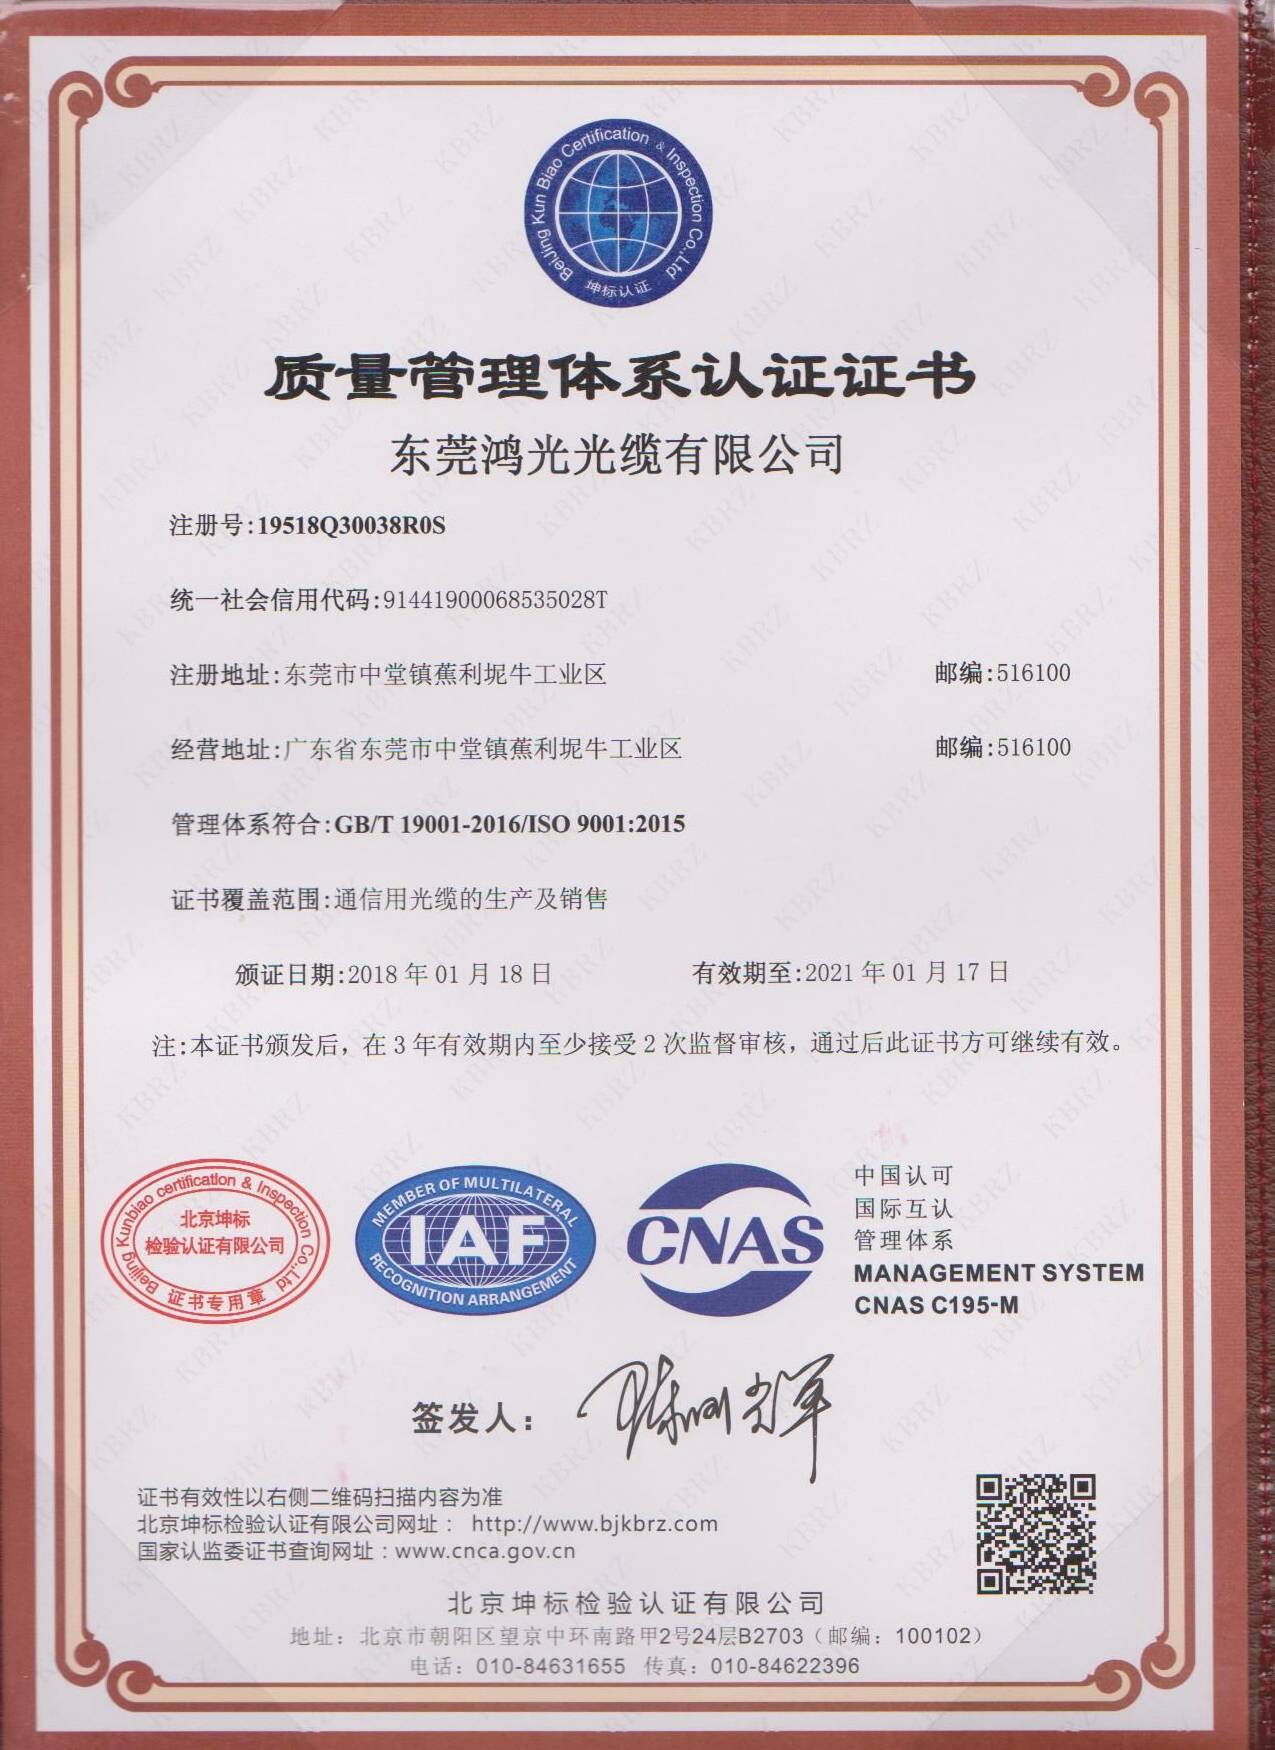 Beijing Kun Biao Certification & Inspection Co.,Ltd
坤标认证
质量管理体系认证证书
东莞鸿光光缆有限公司
注册号:19518Q30038R0S
统一社会信用代码:91441900068535028T
注册地址:东莞市中堂镇蕉利坭牛工业区 邮编:516100
经营地址:广东省东莞市中堂镇蕉利坭牛工业区 邮编:516100
管理体系符合:GB/T 19001-2016/ISO 9001:2015
证书覆盖范围:通信用光缆的生产及销售
颁证日期:2018 年 01 月 18 日 有效期至:2021 年 01 月 17 日
注:本证书颁发后，在 3 年有效期内至少接受 2 次监督审核，通过后此证书方可继续有效。
Beijing Kunbiao certification & Inspection Co.,Ltd
北京坤标
检验认证有限公司
证书专用章
MEMBER OF MULTILATERAL
IAF
RECOGNITION ARRANGEMENT
CNAS
中国认可
国际互认
管理体系
MANAGEMENT SYSTEM
CNAS C195-M
签发人：
证书有效性以右侧二维码扫描内容为准
北京坤标检验认证有限公司网址： http://www.bjkbrz.com
国家认监委证书查询网址：www.cnca.gov.cn
北京坤标检验认证有限公司
地址：北京市朝阳区望京中环南路甲2号24层B2703（邮编：100102）
电话：010-84631655 传真：010-84622396